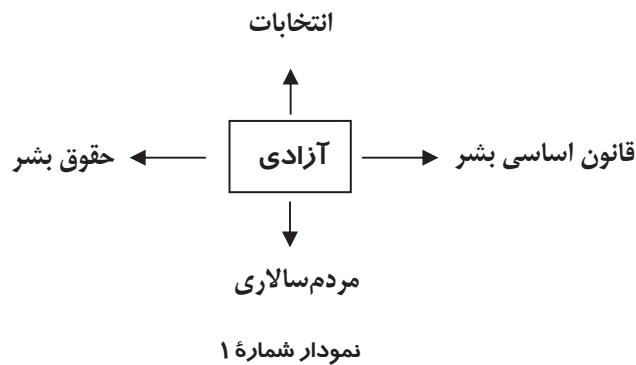 انتخابات
قانون اساسی بشر
آزادی
حقوق بشر
مردم‌سالاری
نمودار شمارهٔ ۱